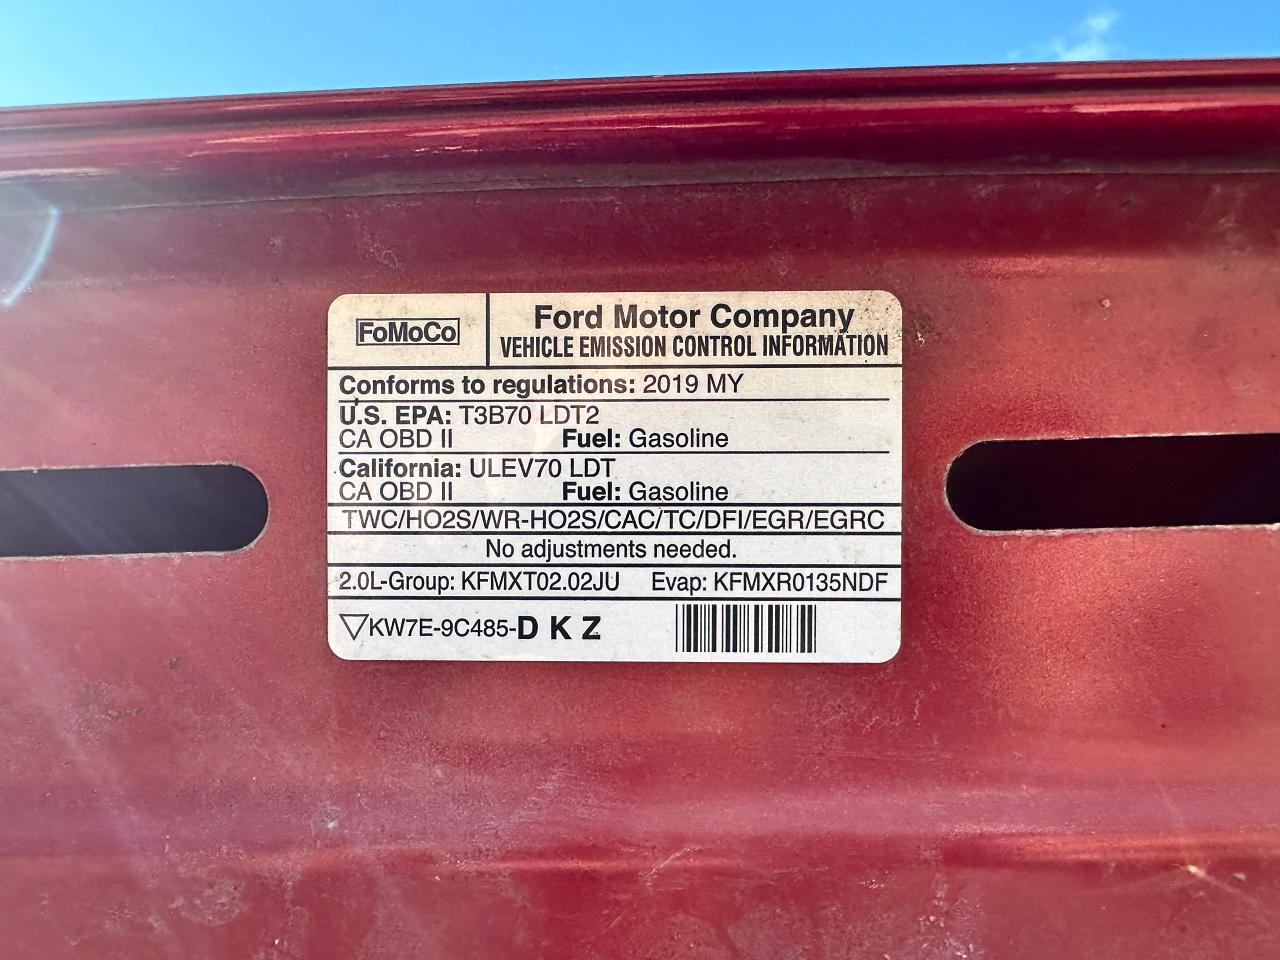 FoMoCo
Ford Motor Company
VEHICLE EMISSION CONTROL INFORMATION
Conforms to regulations: 2019 MY
U.S. EPA: T3B70 LDT2
CA OBD II Fuel: Gasoline
California: ULEV70 LDT
CA OBD II Fuel: Gasoline
TWC/HO2S/WR-HO2S/CAC/TC/DFI/EGR/EGRC
No adjustments needed.
2.0L-Group: KFMXT02.02JU Evap: KFMXR0135NDF
KW7E-9C485-D K Z